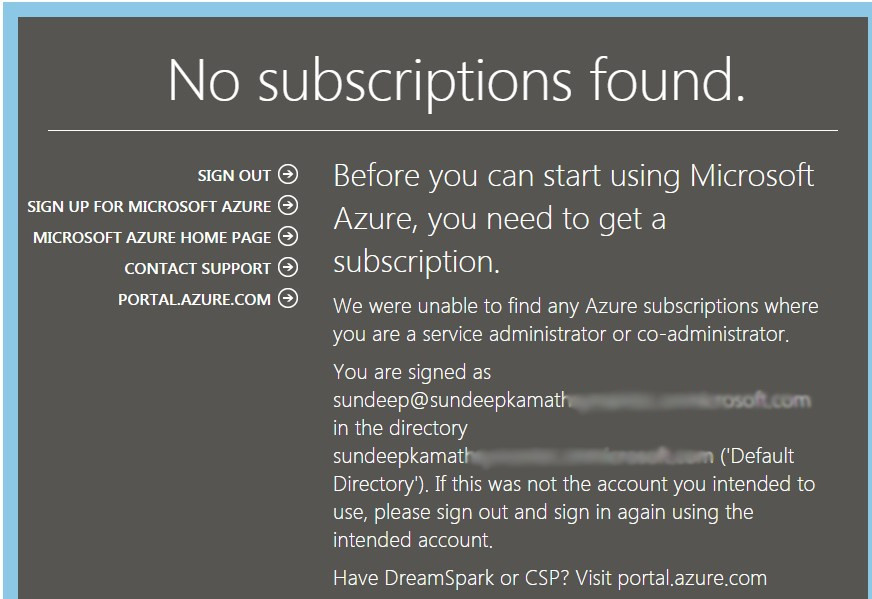 No subscriptions found.
SIGN OUT
SIGN UP FOR MICROSOFT AZURE
MICROSOFT AZURE HOME PAGE
CONTACT SUPPORT
PORTAL.AZURE.COM
Before you can start using Microsoft
Azure, you need to get a
subscription.
We were unable to find any Azure subscriptions where
you are a service administrator or co-administrator.
You are signed as
sundeep@sundeepkamath
in the directory
sundeepkamath ('Default
Directory'). If this was not the account you intended to
use, please sign out and sign in again using the
intended account.
Have DreamSpark or CSP? Visit portal.azure.com